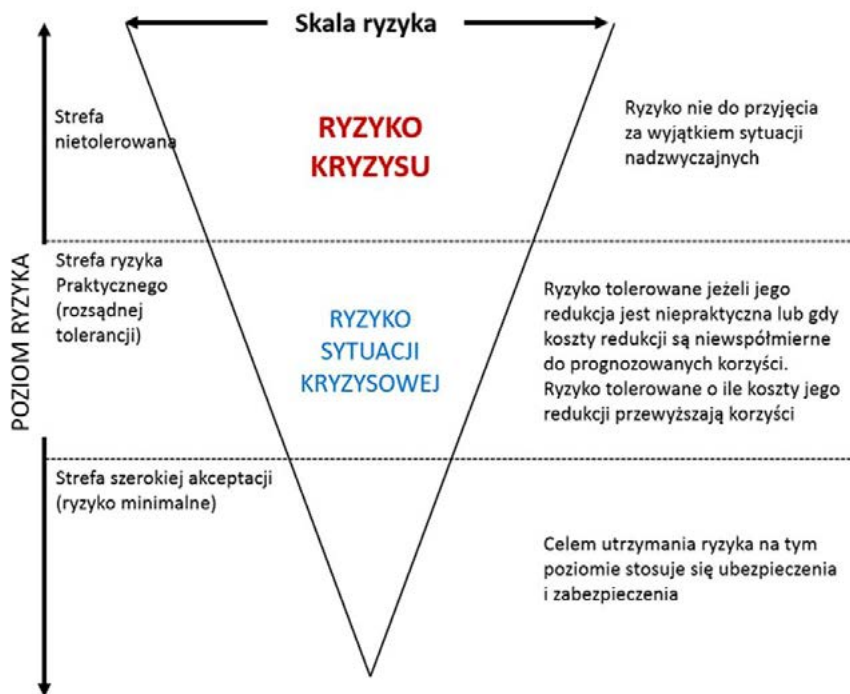 Skala ryzyka
Strefa
nietolerowana
RYZYKO
KRYZYSU
Ryzyko nie do przyjęcia
za wyjątkiem sytuacji
nadzwyczajnych
POZIOM RYZYKA
Strefa ryzyka
Praktycznego
(rozsądnej
tolerancji)
RYZYKO
SYTUACJI
KRYZYSOWEJ
Ryzyko tolerowane jeżeli jego
redukcja jest niepraktyczna lub gdy
koszty redukcji są niewspółmierne
do prognozowanych korzyści.
Ryzyko tolerowane o ile koszty jego
redukcji przewyższają korzyści
Strefa szerokiej akceptacji
(ryzyko minimalne)
Celem utrzymania ryzyka na tym
poziomie stosuje się ubezpieczenia
i zabezpieczenia